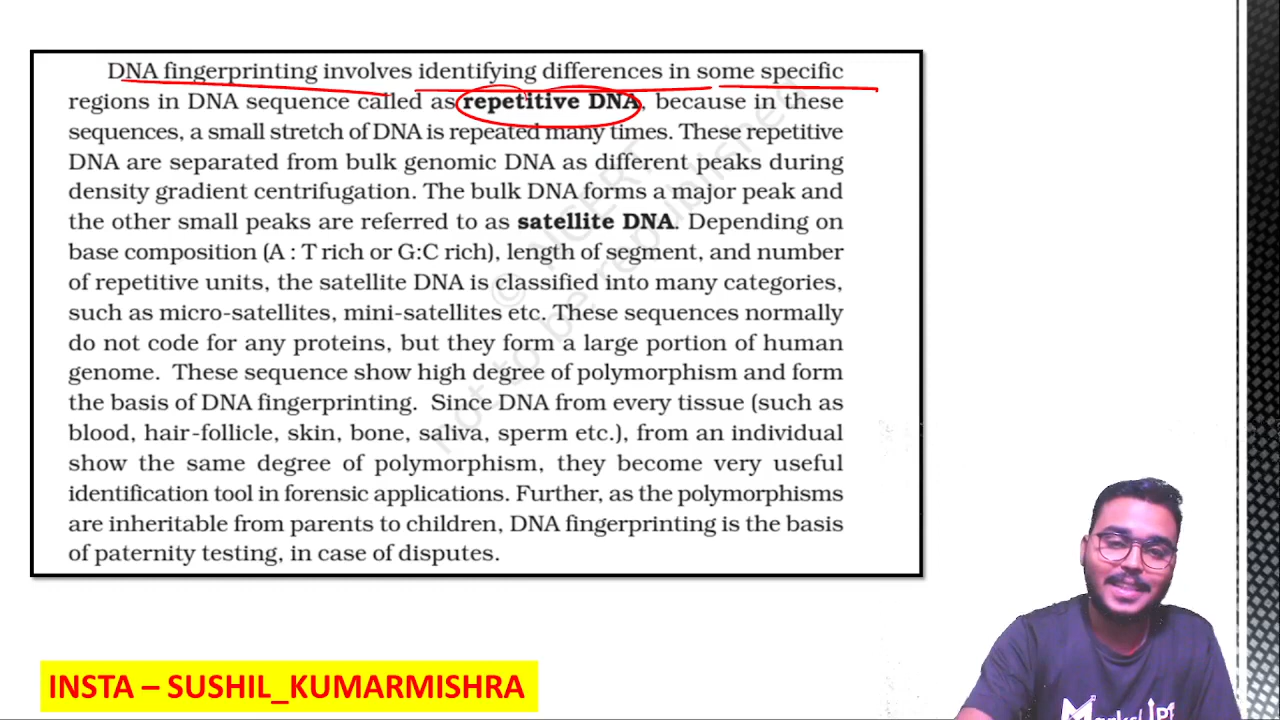 DNA fingerprinting involves identifying differences in some specific
regions in DNA sequence called as repetitive DNA, because in these
sequences, a small stretch of DNA is repeated many times. These repetitive
DNA are separated from bulk genomic DNA as different peaks during
density gradient centrifugation. The bulk DNA forms a major peak and
the other small peaks are referred to as satellite DNA. Depending on
base composition (A : T rich or G:C rich), length of segment, and number
of repetitive units, the satellite DNA is classified into many categories,
such as micro-satellites, mini-satellites etc. These sequences normally
do not code for any proteins, but they form a large portion of human
genome. These sequence show high degree of polymorphism and form
the basis of DNA fingerprinting. Since DNA from every tissue (such as
blood, hair-follicle, skin, bone, saliva, sperm etc.), from an individual
show the same degree of polymorphism, they become very useful
identification tool in forensic applications. Further, as the polymorphisms
are inheritable from parents to children, DNA fingerprinting is the basis
of paternity testing, in case of disputes.
© NCERT
not to be republished
INSTA – SUSHIL_KUMARMISHRA